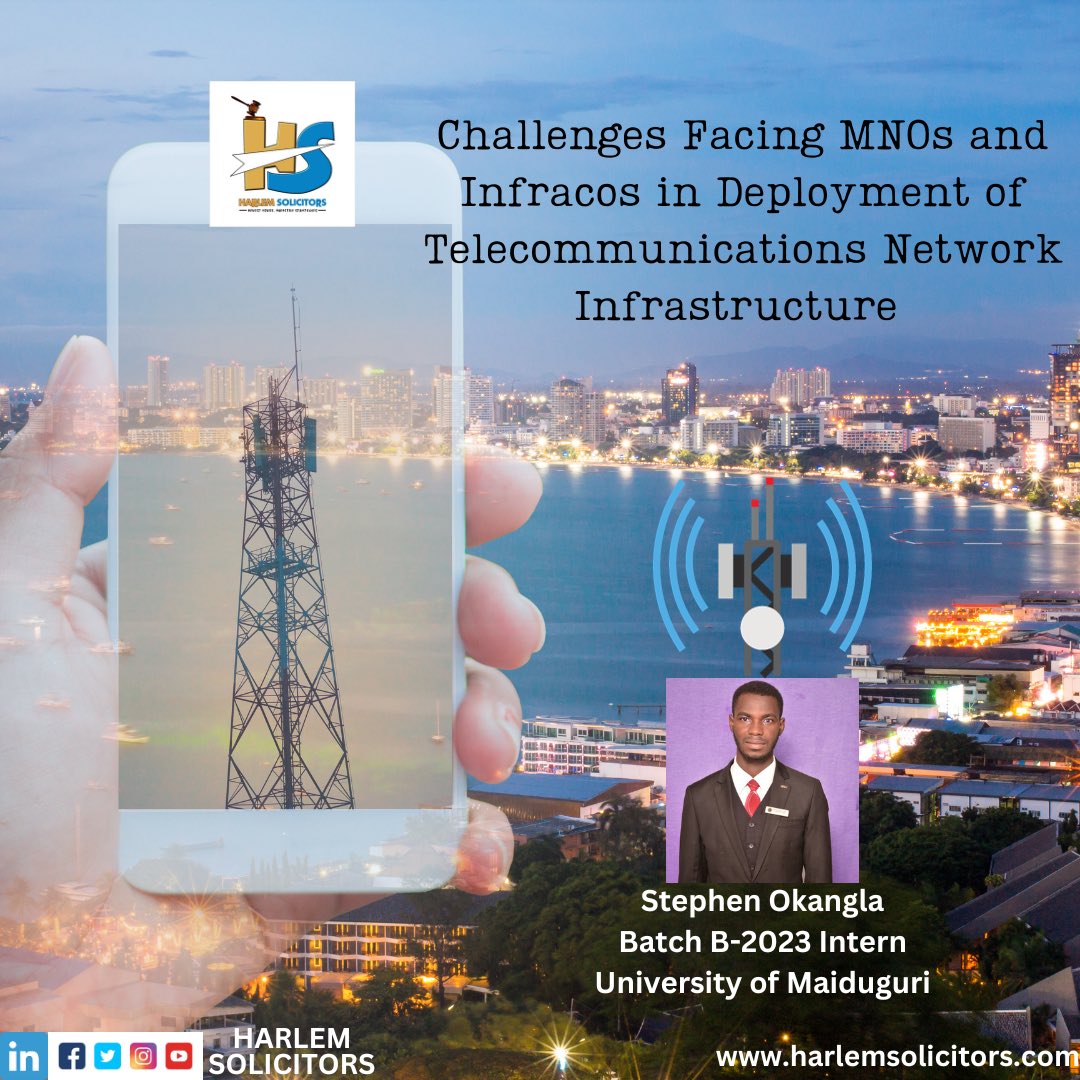 HS
HARLEM SOLICITORS
Challenges Facing MNOs and
Infracos in Deployment of
Telecommunications Network
Infrastructure
Stephen Okangla
Batch B-2023 Intern
University of Maiduguri
in
HARLEM
SOLICITORS
www.harlemsolicitors.com